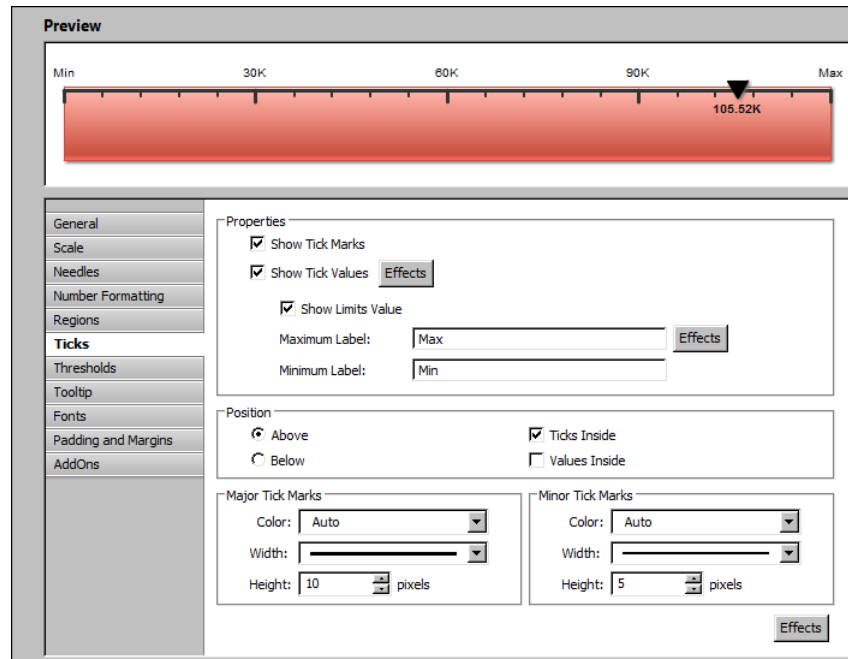 Preview
Min 30K 60K 90K Max
105.52K
General
Scale
Needles
Number Formatting
Regions
Ticks
Thresholds
Tooltip
Fonts
Padding and Margins
AddOns
Properties
Show Tick Marks
Show Tick Values Effects
Show Limits Value
Maximum Label: Max Effects
Minimum Label: Min
Position
Above Ticks Inside
Below Values Inside
Major Tick Marks
Color: Auto
Width:
Height: 10 pixels
Minor Tick Marks
Color: Auto
Width:
Height: 5 pixels
Effects